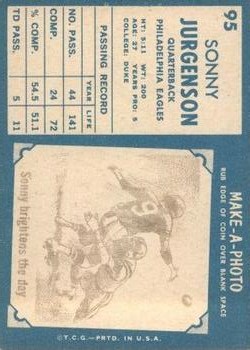 95
SONNY
JURGENSON
QUARTERBACK
PHILADELPHIA EAGLES
HT: 5:11 WT: 200
AGE: 27 YEARS PRO: 5
COLLEGE: DUKE
PASSING RECORD
YEAR LIFE
NO. PASS. 44 141
NO. COMP. 24 72
% COMP. 54.5 51.1
TD PASS. 5 11
MAKE-A-PHOTO
RUB EDGE OF COIN OVER BLANK SPACE
Sonny brightens the day
©T.C.G.—PRTD. IN U.S.A.